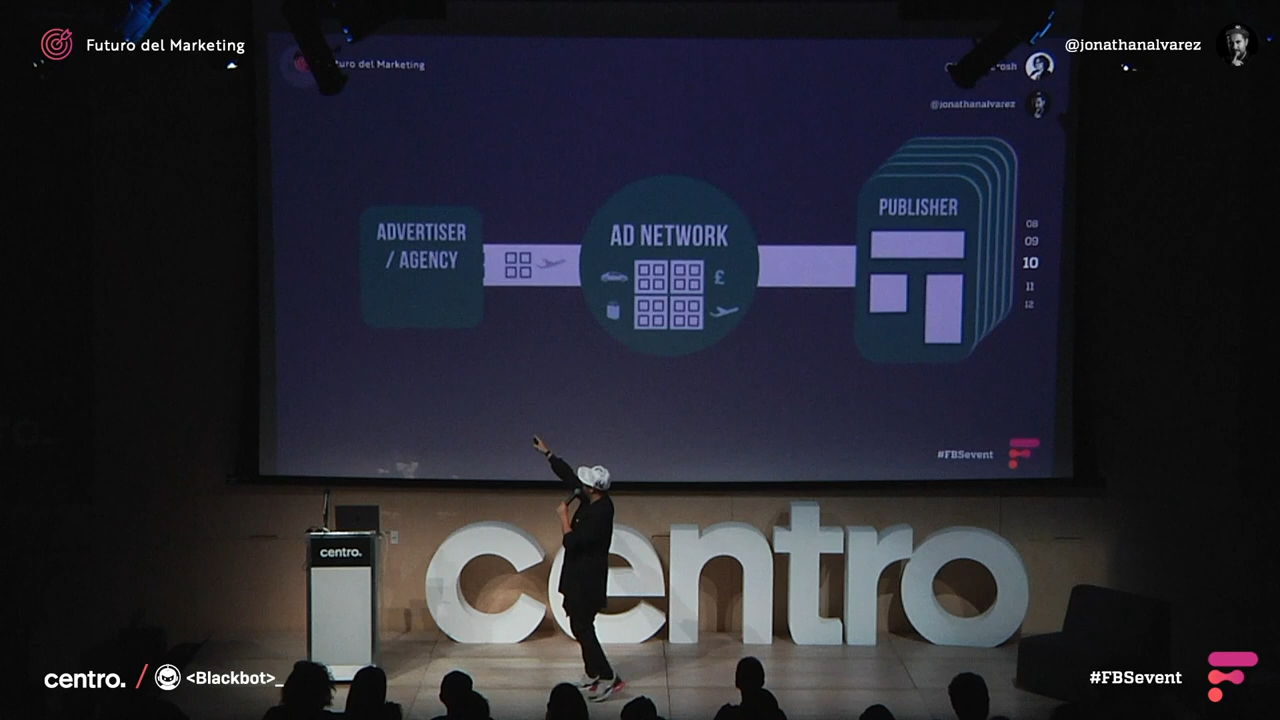 Futuro del Marketing
@jonathanalvarez
Futuro del Marketing
@jonathanalvarez
ADVERTISER
/ AGENCY
AD NETWORK
£
PUBLISHER
08
09
10
11
12
#FBSevent
centro.
centro
centro. / <Blackbot>_
#FBSevent